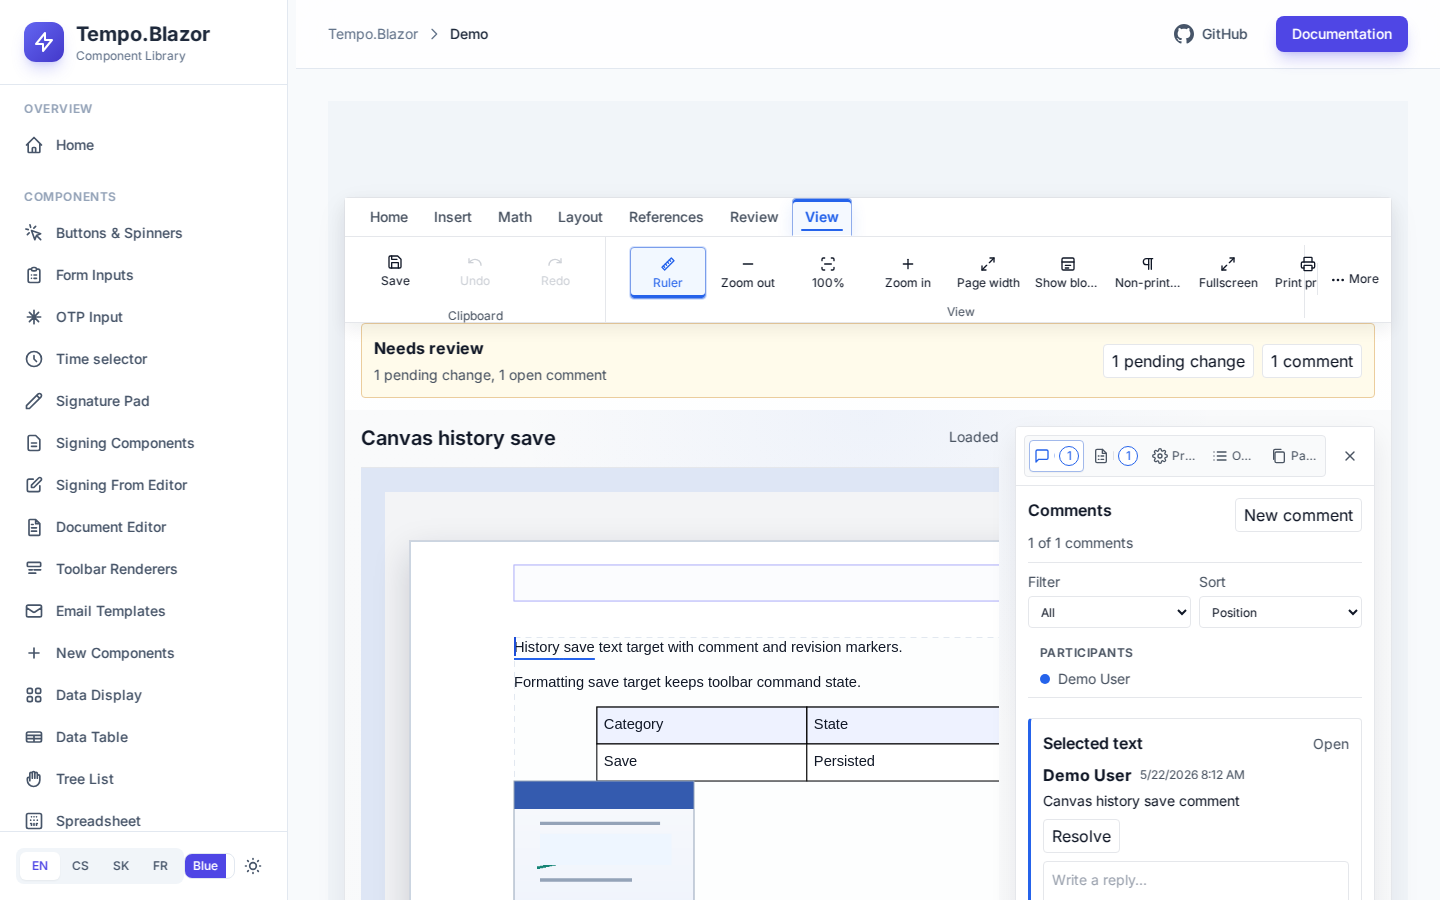 Tempo.Blazor
Component Library
OVERVIEW
Home
COMPONENTS
Buttons & Spinners
Form Inputs
OTP Input
Time selector
Signature Pad
Signing Components
Signing From Editor
Document Editor
Toolbar Renderers
Email Templates
New Components
Data Display
Data Table
Tree List
Spreadsheet
EN CS SK FR Blue
Tempo.Blazor > Demo
GitHub
Documentation
Home Insert Math Layout References Review View
Save Undo Redo
Clipboard
Ruler Zoom out 100% Zoom in Page width Show blo... Non-print... Fullscreen Print pr
View
... More
Needs review
1 pending change, 1 open comment
1 pending change
1 comment
Canvas history save
Loaded
History save text target with comment and revision markers.
Formatting save target keeps toolbar command state.
Category State
Save Persisted
1 1 Pr... O... Pa...
Comments
New comment
1 of 1 comments
Filter Sort
All Position
PARTICIPANTS
Demo User
Selected text Open
Demo User 5/22/2026 8:12 AM
Canvas history save comment
Resolve
Write a reply...